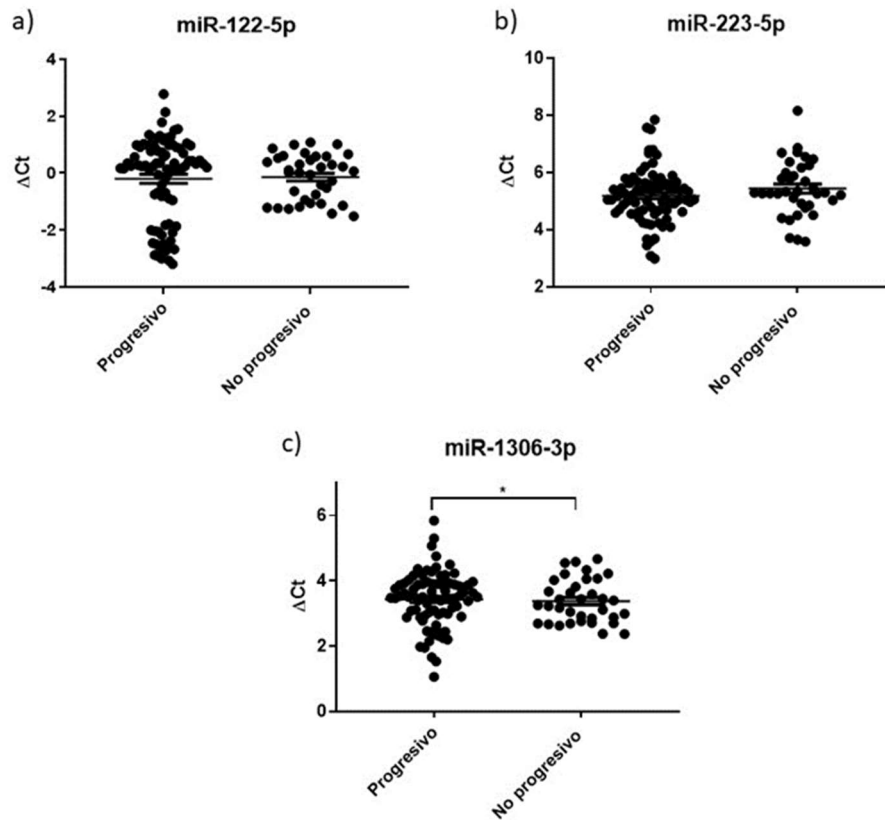 a)
miR-122-5p
4
2
0
-2
-4
ΔCt
Progresivo
No progresivo
b)
miR-223-5p
10
8
6
4
2
ΔCt
Progresivo
No progresivo
c)
miR-1306-3p
*
6
4
2
0
ΔCt
Progresivo
No progresivo